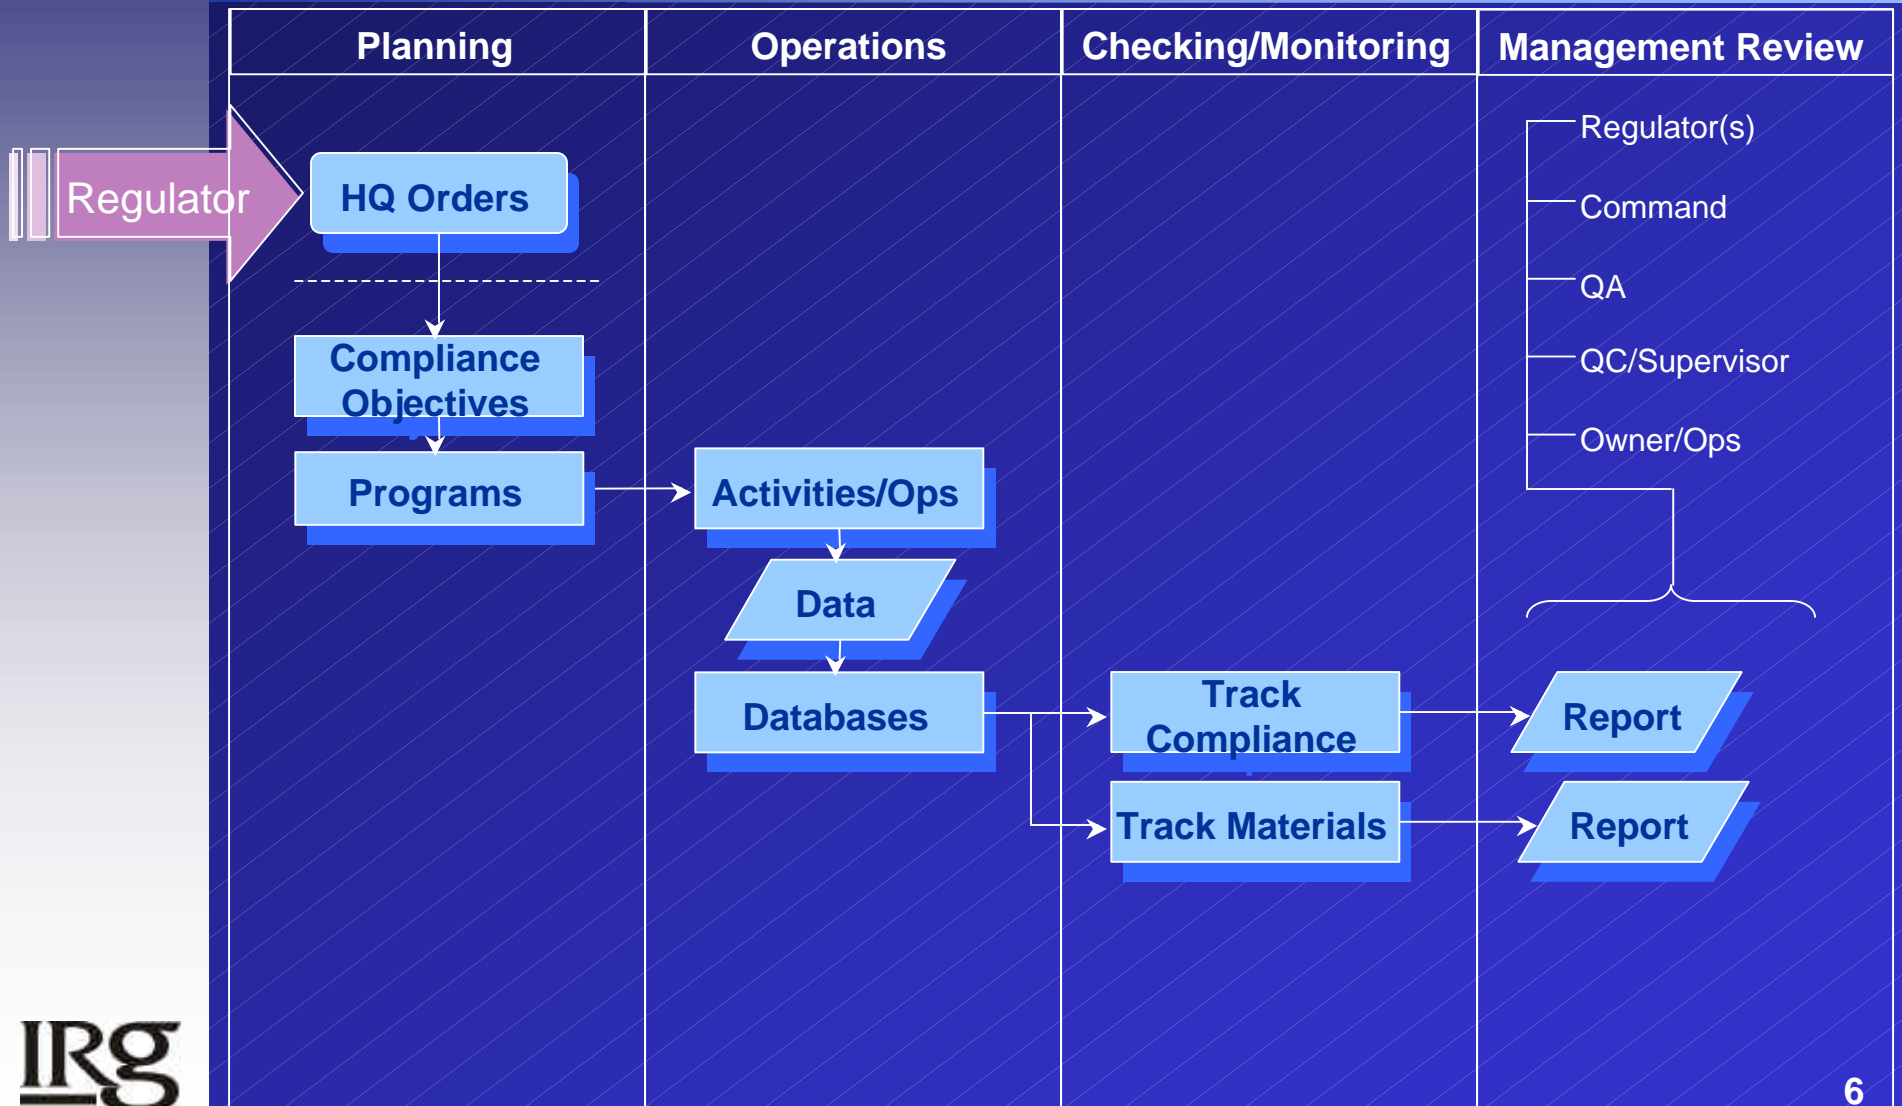 Planning
Operations
Checking/Monitoring
Management Review
Regulator
HQ Orders
Compliance
Objectives
Programs
Activities/Ops
Data
Databases
Track
Compliance
Track Materials
Regulator(s)
Command
QA
QC/Supervisor
Owner/Ops
Report
Report
IRg
6